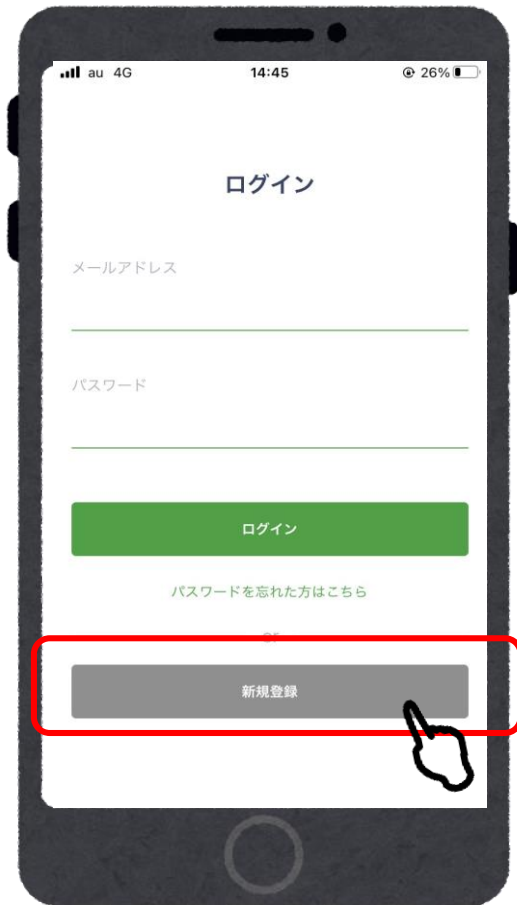 au 4G 14:45 26%
ログイン
メールアドレス
パスワード
ログイン
パスワードを忘れた方はこちら
or
新規登録